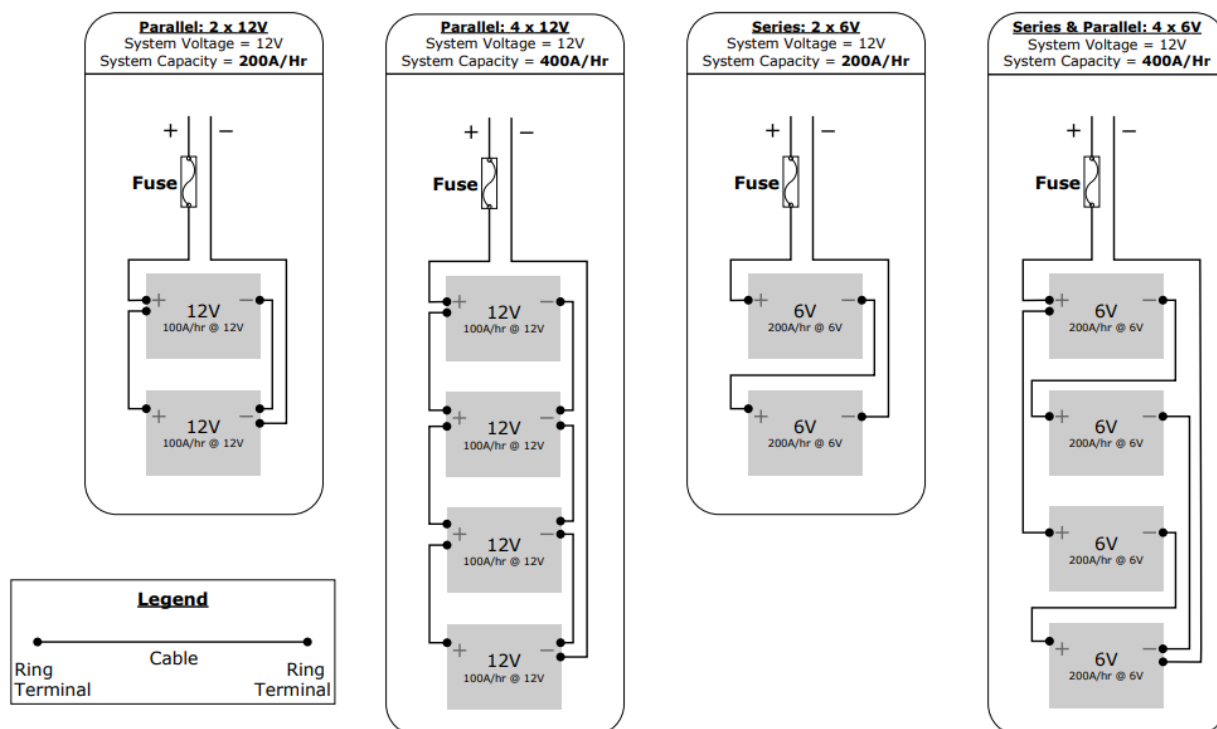 Parallel: 2 x 12V
System Voltage = 12V
System Capacity = 200A/Hr
+
−
Fuse
+
−
12V
100A/hr @ 12V
+
−
12V
100A/hr @ 12V
Parallel: 4 x 12V
System Voltage = 12V
System Capacity = 400A/Hr
+
−
Fuse
+
−
12V
100A/hr @ 12V
+
−
12V
100A/hr @ 12V
+
−
12V
100A/hr @ 12V
+
−
12V
100A/hr @ 12V
Series: 2 x 6V
System Voltage = 12V
System Capacity = 200A/Hr
+
−
Fuse
+
−
6V
200A/hr @ 6V
+
−
6V
200A/hr @ 6V
Series & Parallel: 4 x 6V
System Voltage = 12V
System Capacity = 400A/Hr
+
−
Fuse
+
−
6V
200A/hr @ 6V
+
−
6V
200A/hr @ 6V
+
−
6V
200A/hr @ 6V
+
−
6V
200A/hr @ 6V
Legend
Cable
Ring
Terminal
Ring
Terminal